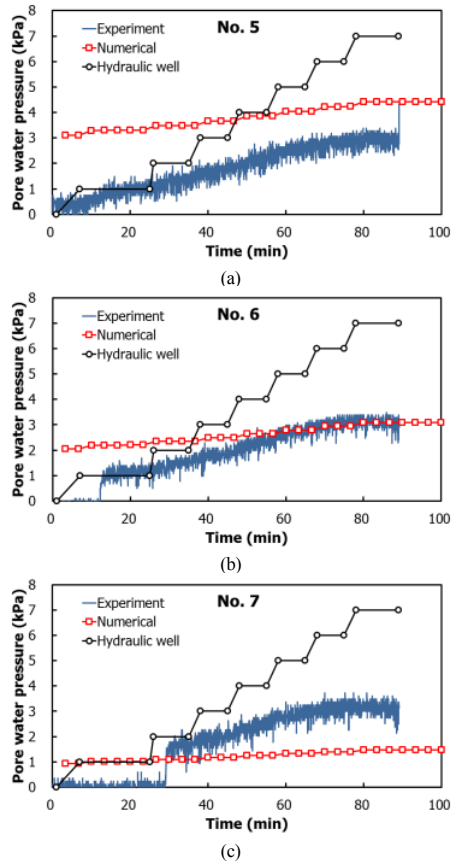 No. 5
Experiment
Numerical
Hydraulic well
Pore water pressure (kPa)
8
7
6
5
4
3
2
1
0
0 20 40 60 80 100
Time (min)
(a)
No. 6
Experiment
Numerical
Hydraulic well
Pore water pressure (kPa)
8
7
6
5
4
3
2
1
0
0 20 40 60 80 100
Time (min)
(b)
No. 7
Experiment
Numerical
Hydraulic well
Pore water pressure (kPa)
8
7
6
5
4
3
2
1
0
0 20 40 60 80 100
Time (min)
(c)